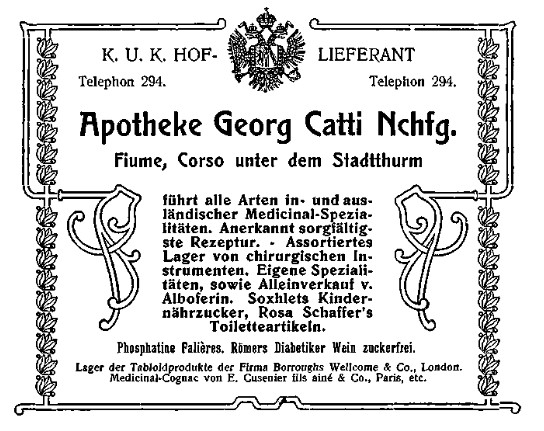 K. U. K. HOF- LIEFERANT
Telephon 294. Telephon 294.
Apotheke Georg Catti Nchfg.
Fiume, Corso unter dem Stadtthurm
führt alle Arten in- und aus-
ländischer Medicinal-Spezia-
litäten. Anerkannt sorgfältig-
ste Rezeptur. - Assortiertes
Lager von chirurgischen In-
strumenten. Eigene Speziali-
täten, sowie Alleinverkauf v.
Alboferin. Soxhlets Kinder-
nährzucker, Rosa Schaffer's
Toiletteartikeln.
Phosphatine Falières. Römers Diabetiker Wein zuckerfrei.
Lager der Tabloidprodukte der Firma Borroughs Wellcome & Co., London.
Medicinal-Cognac von E. Cusenier fils ainé & Co., Paris, etc.